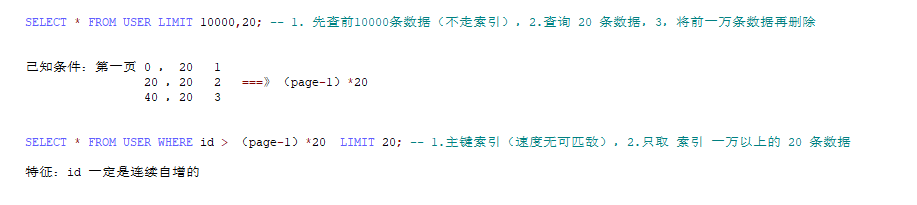 SELECT * FROM USER LIMIT 10000,20; -- 1. 先查前10000条数据（不走索引），2.查询 20 条数据，3，将前一万条数据再删除
己知条件：第一页 0 ， 20 1
20 ，20 2 ===》（page-1）*20
40 ，20 3
SELECT * FROM USER WHERE id > （page-1）*20 LIMIT 20; -- 1.主键索引（速度无可匹敌），2.只取 索引 一万以上的 20 条数据
特征：id 一定是连续自增的